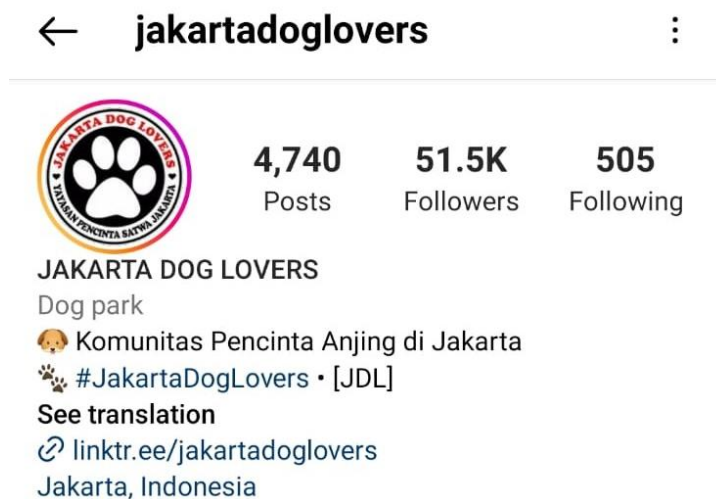 jakartadoglovers
JAKARTA DOG LOVERS
YAYASAN PENCINTA SATWA JAKARTA
4,740 51.5K 505
Posts Followers Following
JAKARTA DOG LOVERS
Dog park
🐶 Komunitas Pencinta Anjing di Jakarta
🐾 #JakartaDogLovers • [JDL]
See translation
linktr.ee/jakartadoglovers
Jakarta, Indonesia